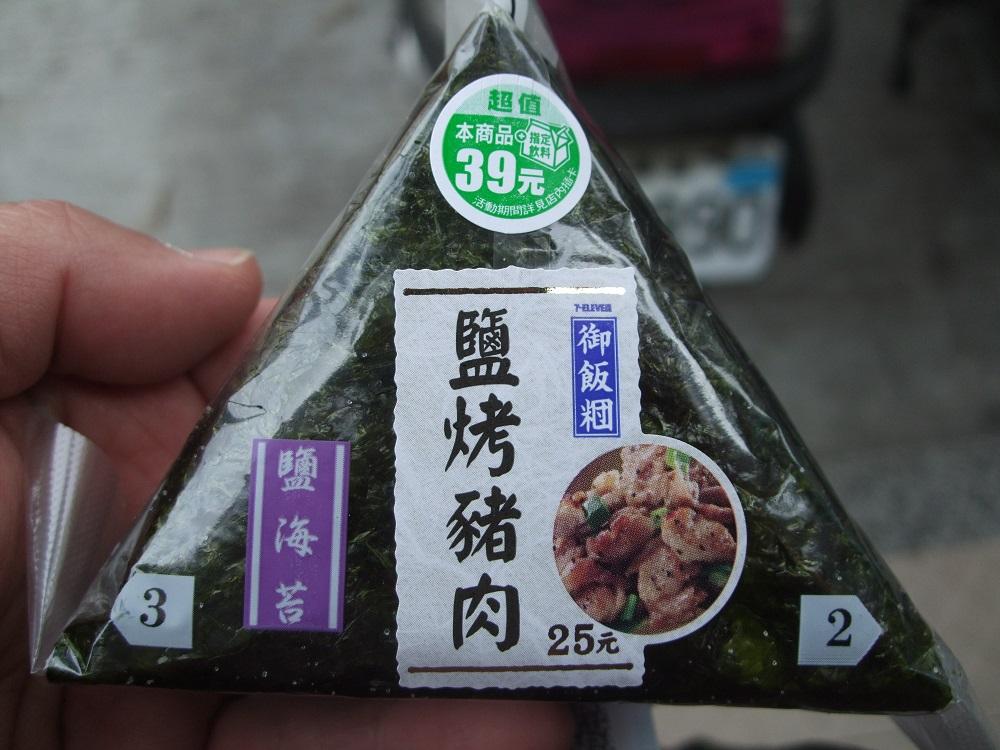 超值
本商品+指定飲料
39元
活動期間詳見店內插卡
7-ELEVEN
御飯糰
鹽烤豬肉
25元
鹽海苔
3
2